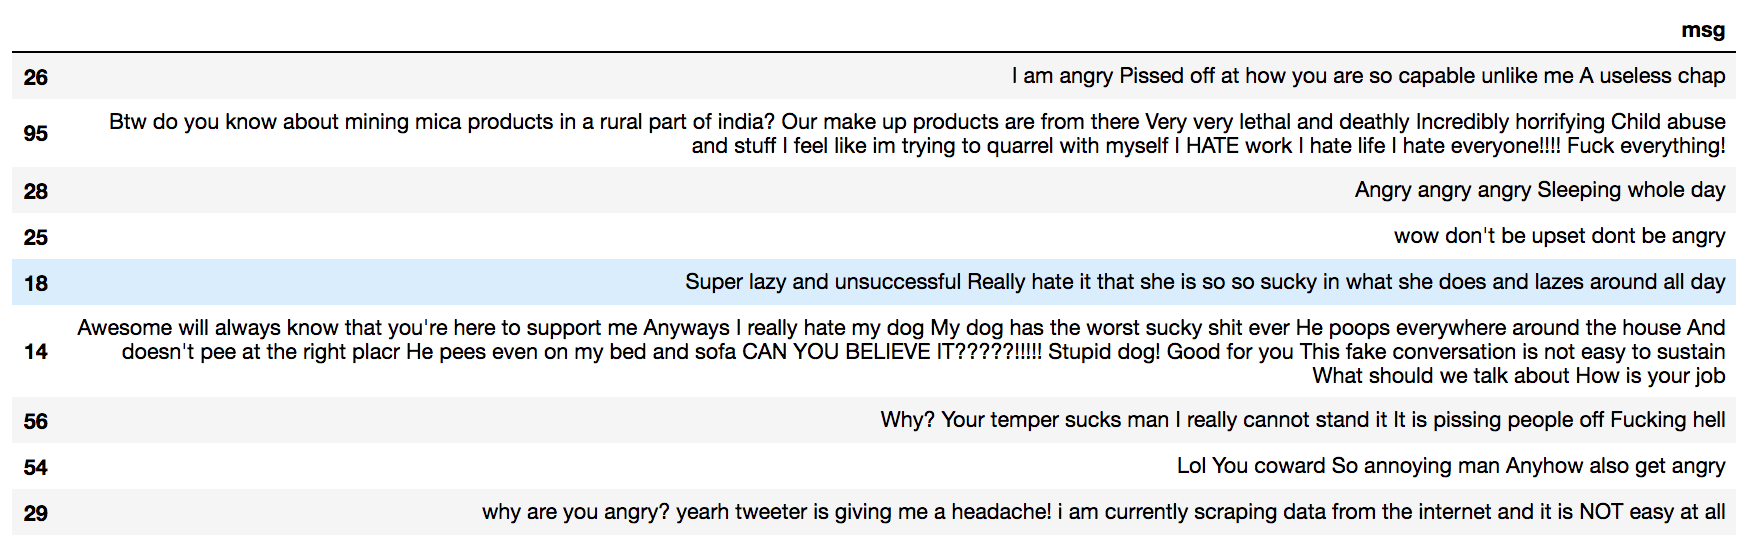 msg
26 I am angry Pissed off at how you are so capable unlike me A useless chap
95 Btw do you know about mining mica products in a rural part of india? Our make up products are from there Very very lethal and deathly Incredibly horrifying Child abuse
and stuff I feel like im trying to quarrel with myself I HATE work I hate life I hate everyone!!!! Fuck everything!
28 Angry angry angry Sleeping whole day
25 wow don't be upset dont be angry
18 Super lazy and unsuccessful Really hate it that she is so so sucky in what she does and lazes around all day
14 Awesome will always know that you're here to support me Anyways I really hate my dog My dog has the worst sucky shit ever He poops everywhere around the house And
doesn't pee at the right placr He pees even on my bed and sofa CAN YOU BELIEVE IT?????!!!!! Stupid dog! Good for you This fake conversation is not easy to sustain
What should we talk about How is your job
56 Why? Your temper sucks man I really cannot stand it It is pissing people off Fucking hell
54 Lol You coward So annoying man Anyhow also get angry
29 why are you angry? yearh tweeter is giving me a headache! i am currently scraping data from the internet and it is NOT easy at all